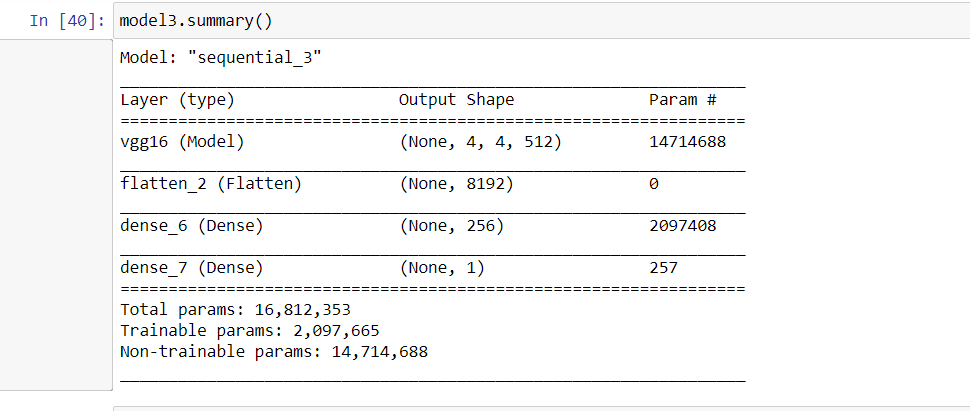 In [40]: model3.summary()
Model: "sequential_3"
_________________________________________________________________
Layer (type)                 Output Shape              Param #
=================================================================
vgg16 (Model)                (None, 4, 4, 512)         14714688
_________________________________________________________________
flatten_2 (Flatten)          (None, 8192)              0
_________________________________________________________________
dense_6 (Dense)              (None, 256)               2097408
_________________________________________________________________
dense_7 (Dense)              (None, 1)                 257
=================================================================
Total params: 16,812,353
Trainable params: 2,097,665
Non-trainable params: 14,714,688
_________________________________________________________________